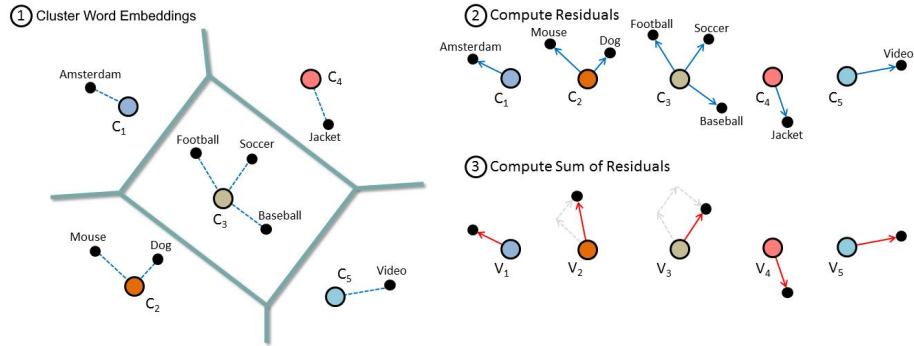 1 Cluster Word Embeddings
Amsterdam
C1
C4
Jacket
Football
Soccer
C3
Baseball
Mouse
Dog
C2
C5
Video
2 Compute Residuals
Amsterdam
C1
Mouse
Dog
C2
Football
Soccer
C3
Baseball
C4
Jacket
Video
C5
3 Compute Sum of Residuals
V1
V2
V3
V4
V5